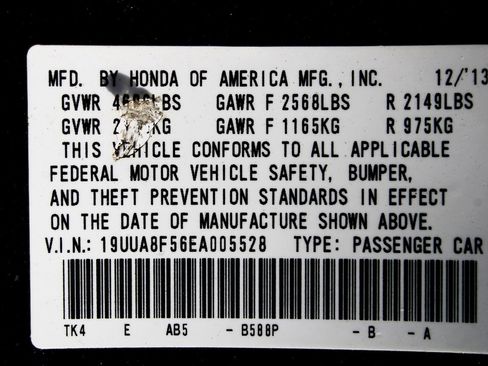 MFD. BY HONDA OF AMERICA MFG., INC. 12/'13
GVWR LBS GAWR F 2568LBS R 2149LBS
GVWR KG GAWR F 1165KG R 975KG
THIS VEHICLE CONFORMS TO ALL APPLICABLE
FEDERAL MOTOR VEHICLE SAFETY, BUMPER,
AND THEFT PREVENTION STANDARDS IN EFFECT
ON THE DATE OF MANUFACTURE SHOWN ABOVE.
V.I.N.: 19UUA8F56EA005528 TYPE: PASSENGER CAR
TK4 E AB5 - B588P - B - A